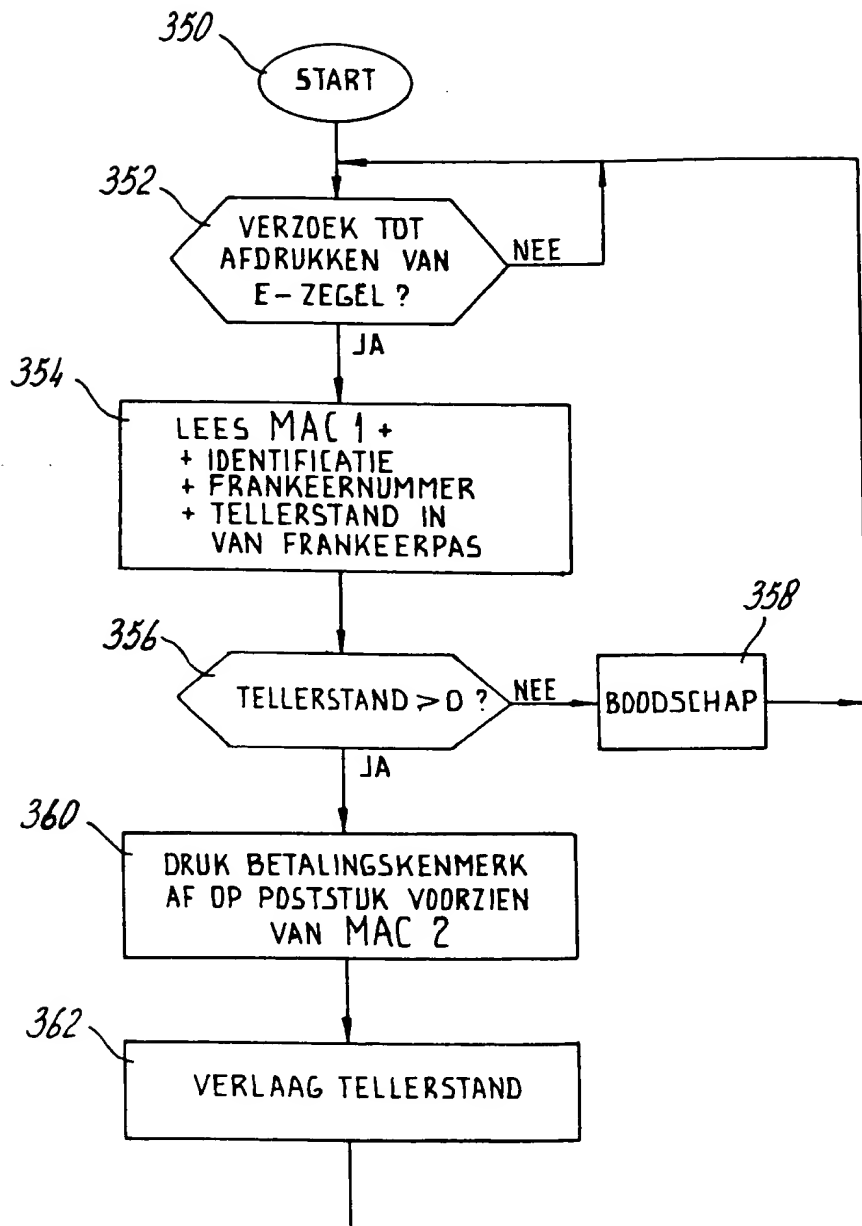 350
START
352
VERZOEK TOT
AFDRUKKEN VAN
E-ZEGEL ?
NEE
JA
354
LEES MAC 1 +
+ IDENTIFICATIE
+ FRANKEERNUMMER
+ TELLERSTAND IN
VAN FRANKEERPAS
356
TELLERSTAND > 0 ?
NEE
358
BOODSCHAP
JA
360
DRUK BETALINGSKENMERK
AF OP POSTSTUK VOORZIEN
VAN MAC 2
362
VERLAAG TELLERSTAND